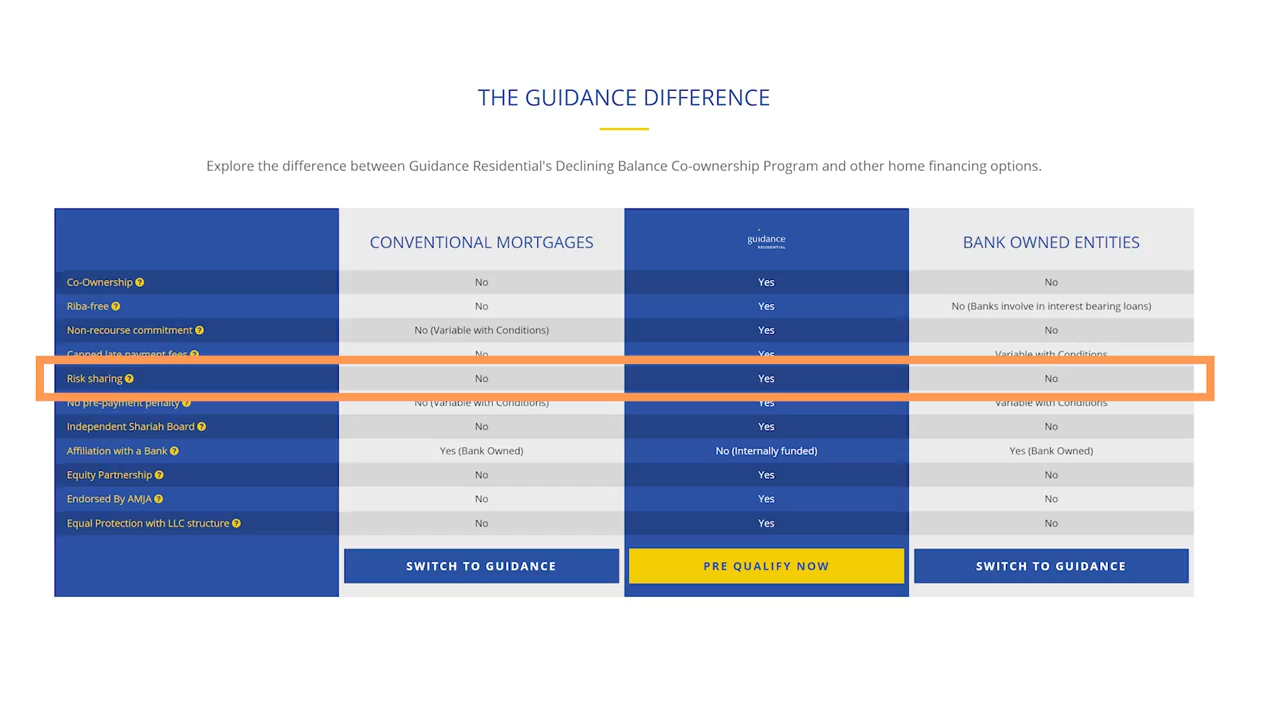 THE GUIDANCE DIFFERENCE
Explore the difference between Guidance Residential's Declining Balance Co-ownership Program and other home financing options.
CONVENTIONAL MORTGAGES guidance RESIDENTIAL BANK OWNED ENTITIES
Co-Ownership ? No Yes No
Riba-free ? No Yes No (Banks involve in interest bearing loans)
Non-recourse commitment ? No (Variable with Conditions) Yes No
Capped late payment fees ? No Yes Variable with Conditions
Risk sharing ? No Yes No
No pre-payment penalty ? No (Variable with Conditions) Yes Variable with Conditions
Independent Shariah Board ? No Yes No
Affiliation with a Bank ? Yes (Bank Owned) No (Internally funded) Yes (Bank Owned)
Equity Partnership ? No Yes No
Endorsed By AMJA ? No Yes No
Equal Protection with LLC structure ? No Yes No
SWITCH TO GUIDANCE PRE QUALIFY NOW SWITCH TO GUIDANCE